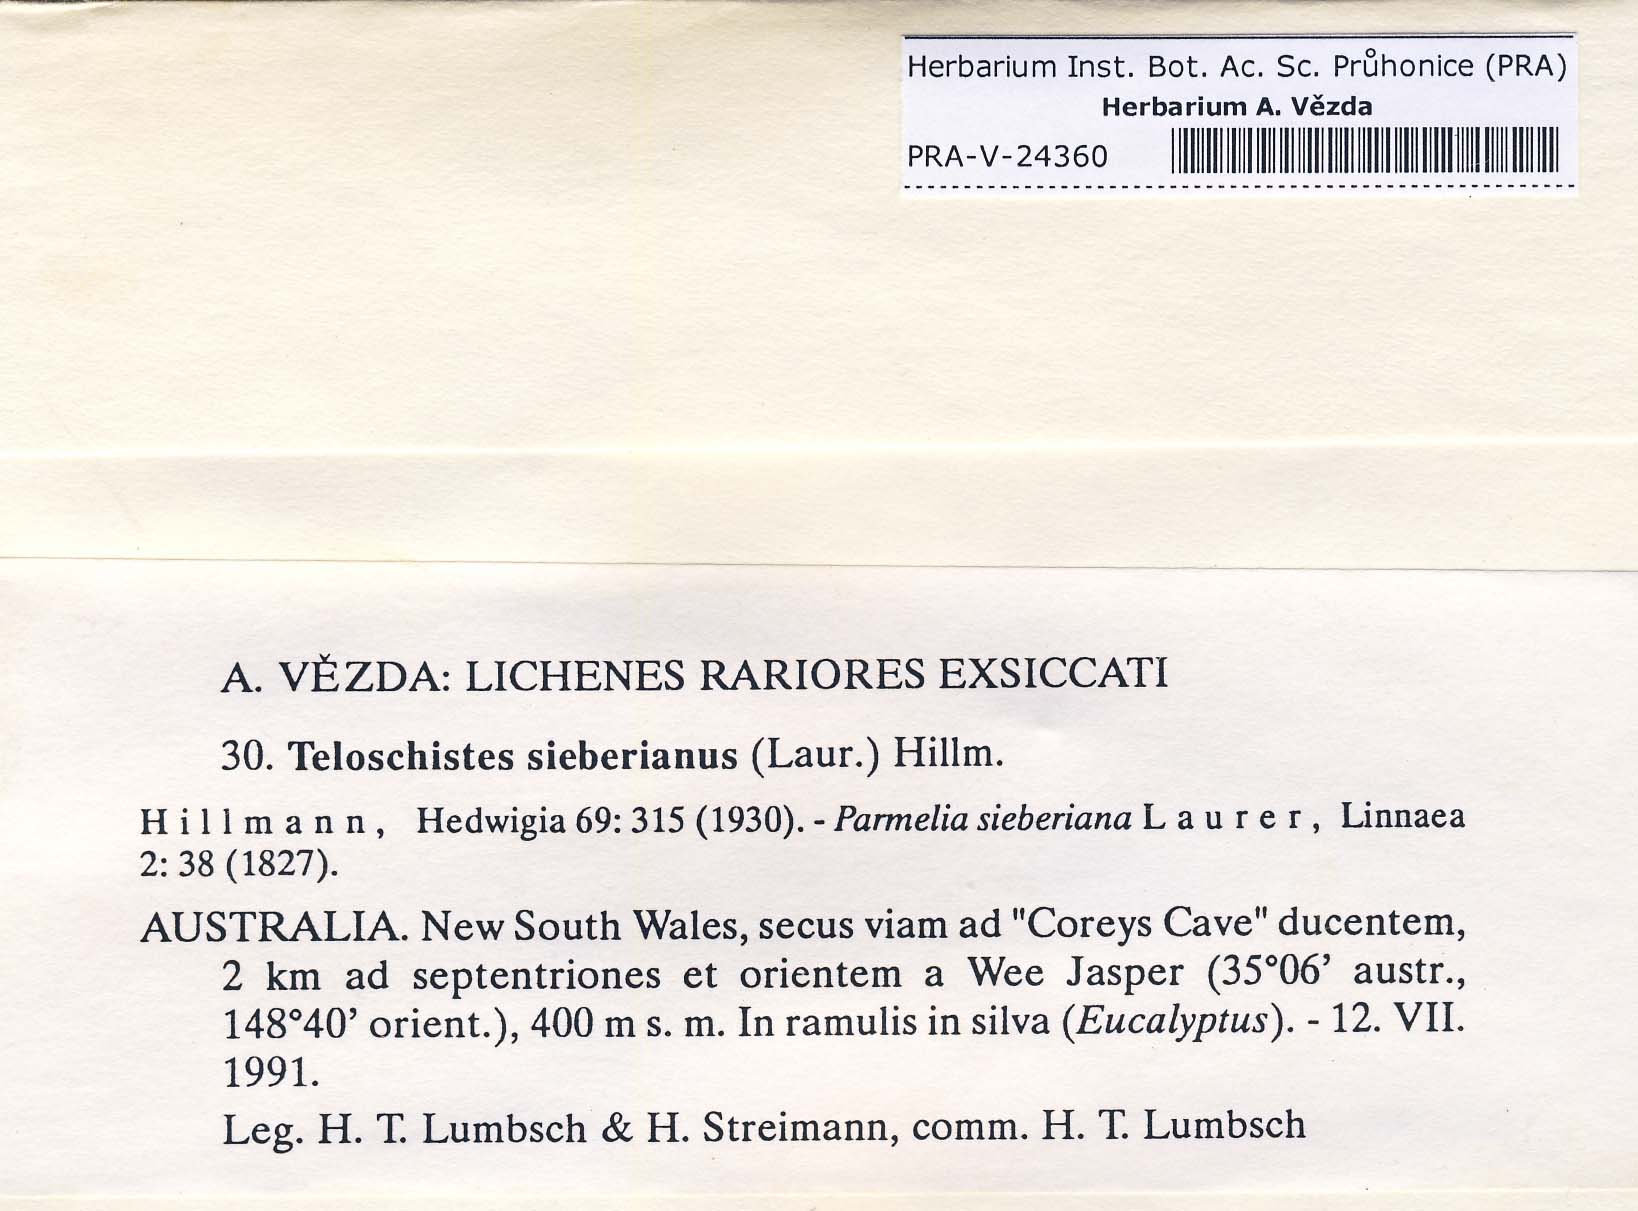 Herbarium Inst. Bot. Ac. Sc. Průhonice (PRA)
Herbarium A. Vězda
PRA-V-24360
A. VĚZDA: LICHENES RARIORES EXSICCATI
30. Teloschistes sieberianus (Laur.) Hillm.
Hillmann, Hedwigia 69: 315 (1930). - Parmelia sieberiana Laurer, Linnaea
2: 38 (1827).
AUSTRALIA. New South Wales, secus viam ad "Coreys Cave" ducentem,
2 km ad septentriones et orientem a Wee Jasper (35°06’ austr.,
148°40’ orient.), 400 m s. m. In ramulis in silva (Eucalyptus). - 12. VII.
1991.
Leg. H. T. Lumbsch & H. Streimann, comm. H. T. Lumbsch